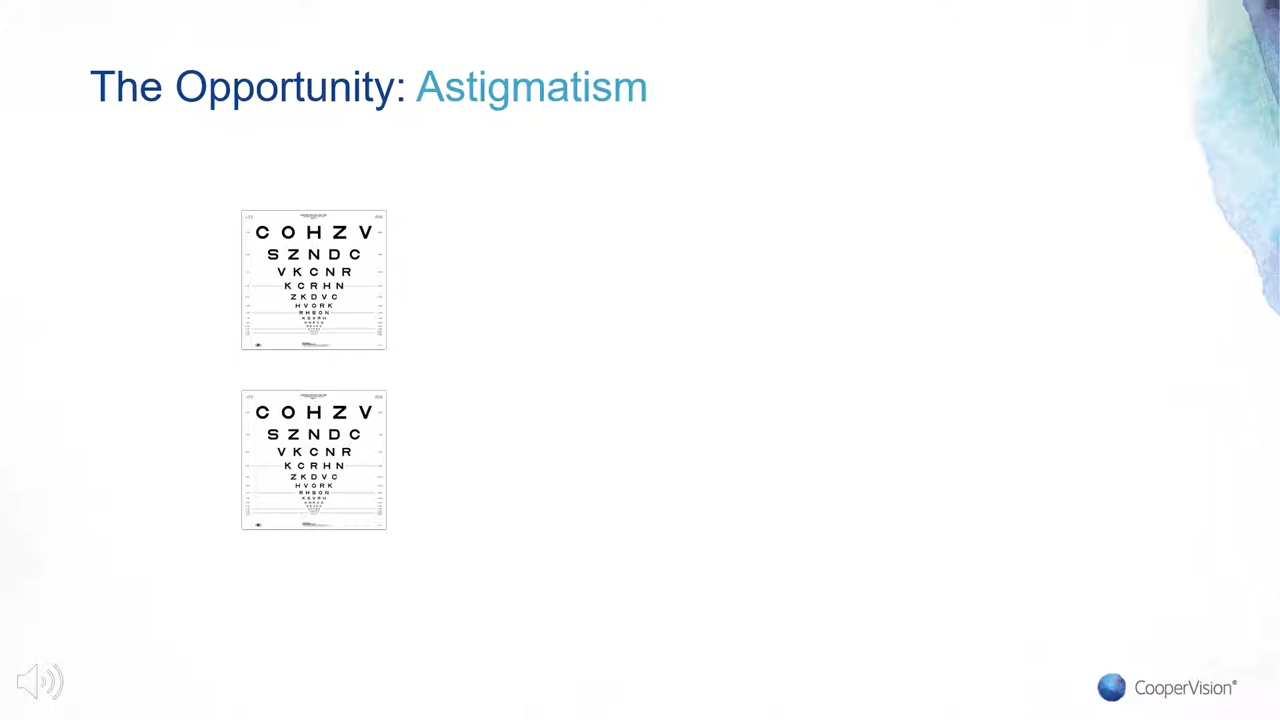 The Opportunity: Astigmatism
C O H Z V
S Z N D C
V K C N R
K C R H N
Z K D V C
H V O R K
R H S O N
K S V R H
C O H Z V
S Z N D C
V K C N R
K C R H N
Z K D V C
H V O R K
R H S O N
K S V R H
CooperVision®